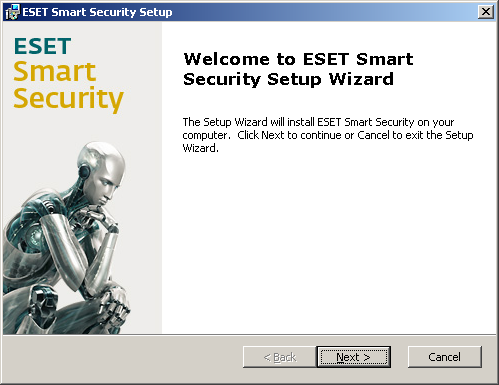 ESET Smart Security Setup
ESET
Smart
Security
Welcome to ESET Smart
Security Setup Wizard
The Setup Wizard will install ESET Smart Security on your
computer. Click Next to continue or Cancel to exit the Setup
Wizard.
< Back Next > Cancel